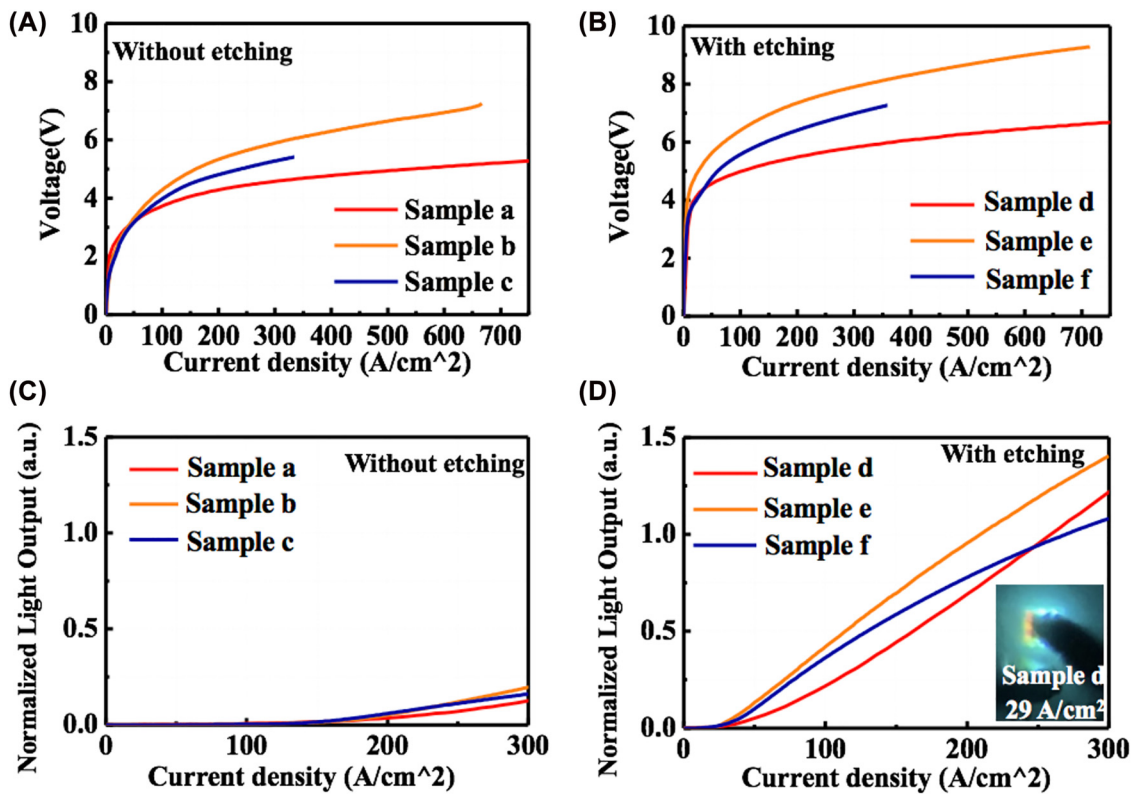 (A)
10
8
6
4
2
0
Voltage(V)
Without etching
Sample a
Sample b
Sample c
0 100 200 300 400 500 600 700
Current density (A/cm^2)
(B)
10
8
6
4
2
0
Voltage(V)
With etching
Sample d
Sample e
Sample f
0 100 200 300 400 500 600 700
Current density (A/cm^2)
(C)
1.5
1.0
0.5
0.0
Normalized Light Output (a.u.)
Sample a
Sample b
Sample c
Without etching
0 100 200 300
Current density (A/cm^2)
(D)
1.5
1.0
0.5
0.0
Normalized Light Output (a.u.)
With etching
Sample d
Sample e
Sample f
Sample d
29 A/cm²
0 100 200 300
Current density (A/cm^2)